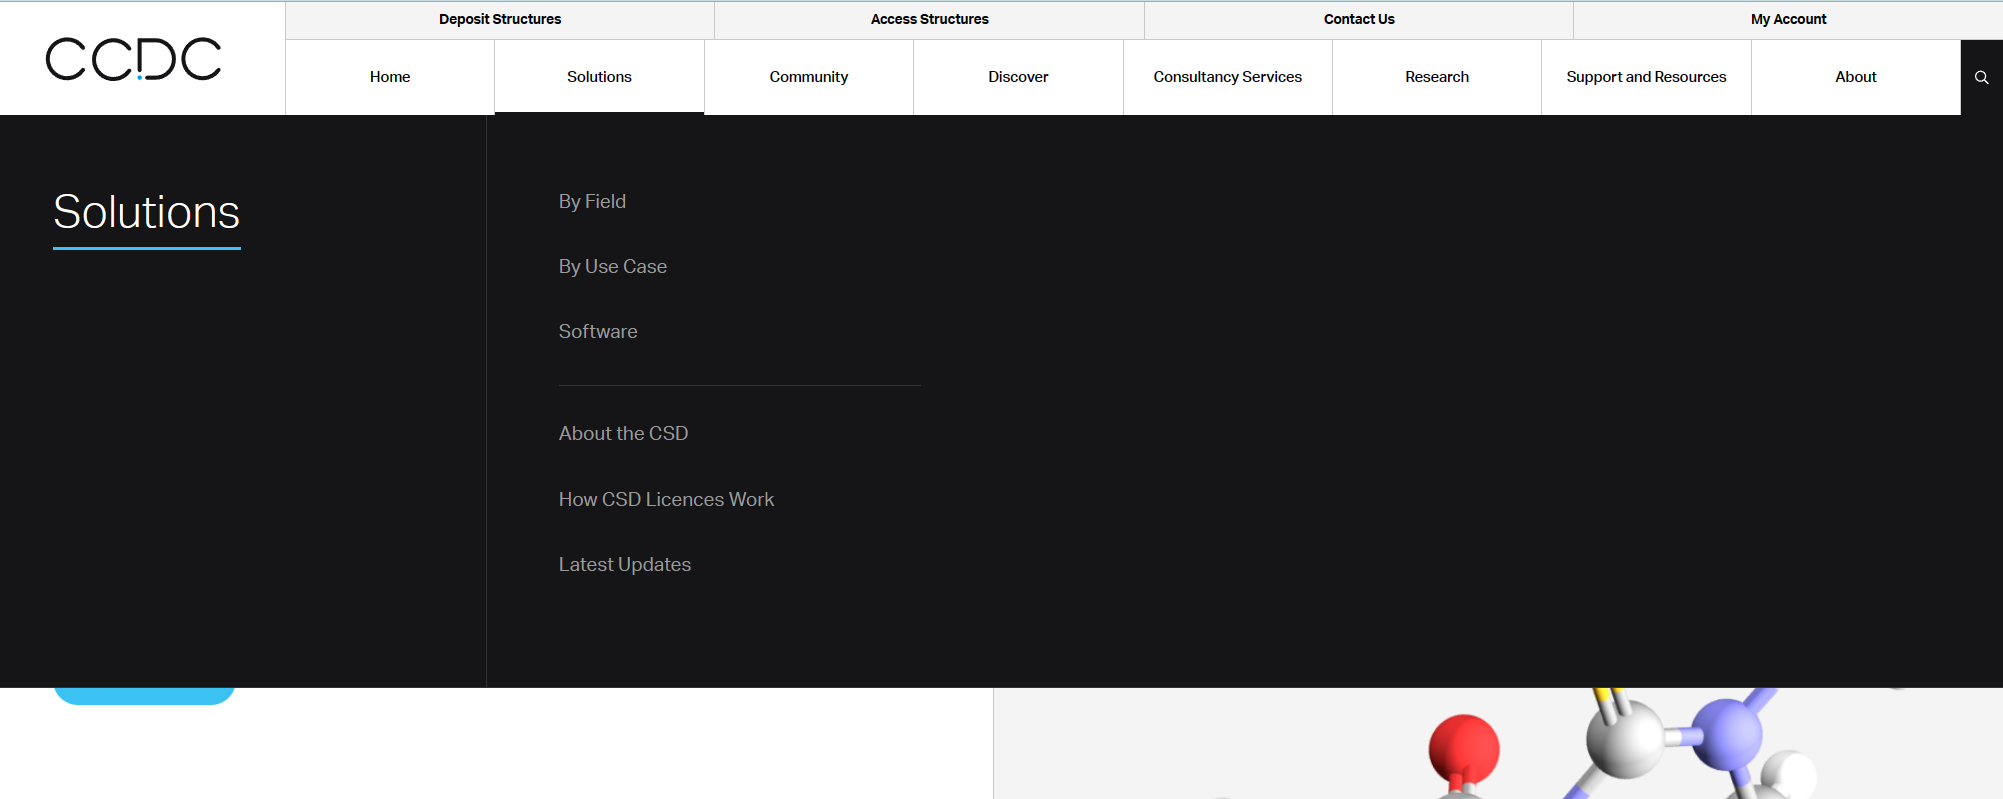 Deposit Structures
Access Structures
Contact Us
My Account
CCDC
Home
Solutions
Community
Discover
Consultancy Services
Research
Support and Resources
About
Solutions
By Field
By Use Case
Software
About the CSD
How CSD Licences Work
Latest Updates